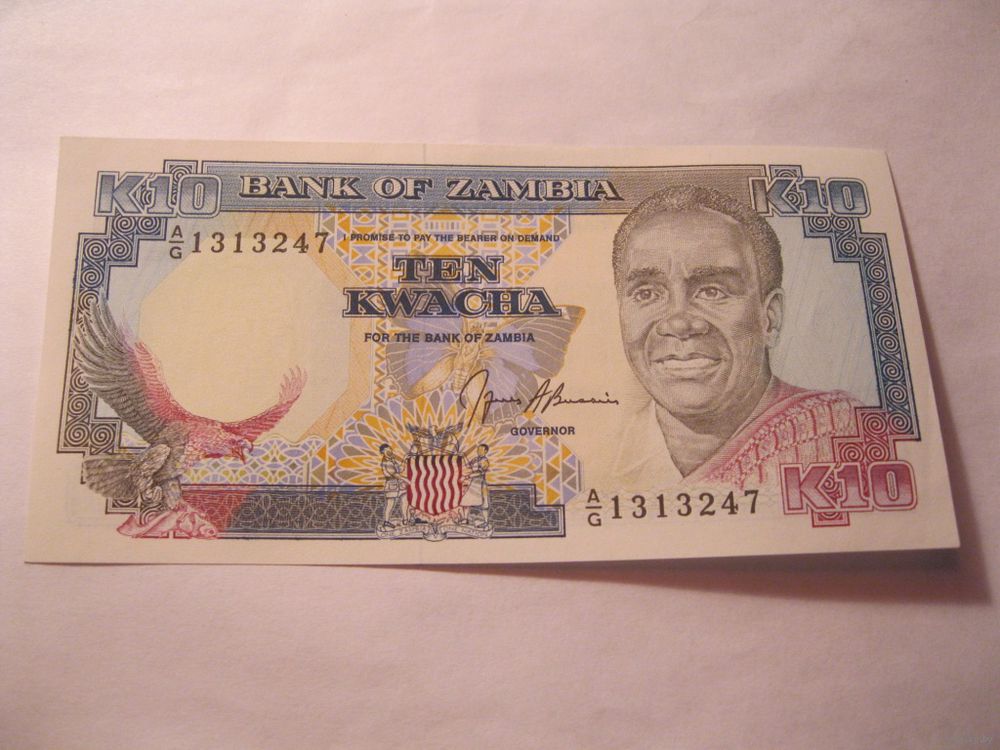 K10 BANK OF ZAMBIA K10
A/G 1313247
I PROMISE TO PAY THE BEARER ON DEMAND
TEN
KWACHA
FOR THE BANK OF ZAMBIA
GOVERNOR
A/G 1313247
K10